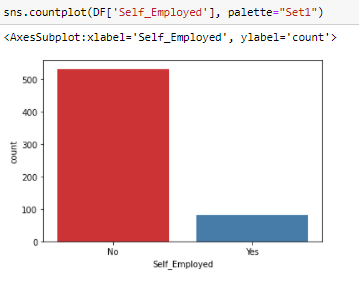 sns.countplot(DF['Self_Employed'], palette="Set1")
<AxesSubplot:xlabel='Self_Employed', ylabel='count'>
500
400
300
200
100
0
count
No Yes
Self_Employed